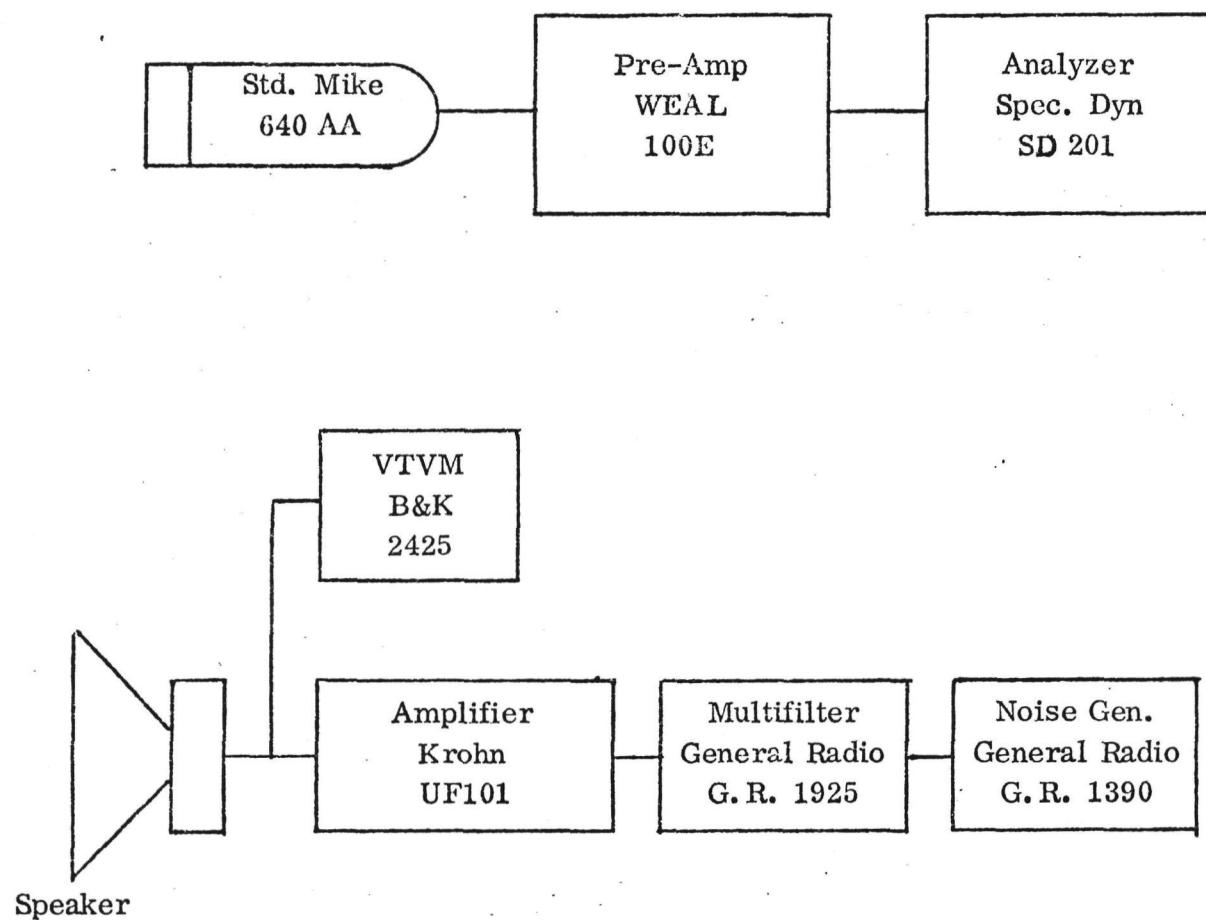 Std. Mike
640 AA
Pre-Amp
WEAL
100E
Analyzer
Spec. Dyn
SD 201
VTVM
B&K
2425
Amplifier
Krohn
UF101
Multifilter
General Radio
G.R. 1925
Noise Gen.
General Radio
G.R. 1390
Speaker